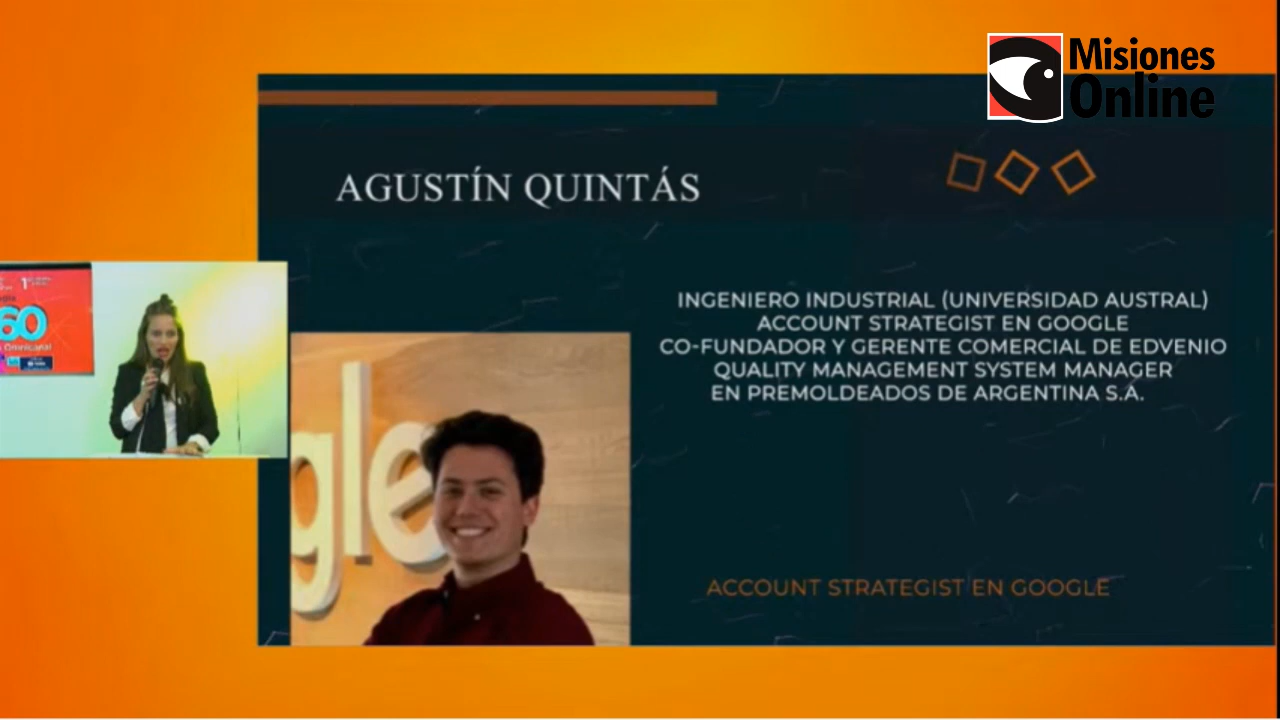 Misiones
Online
AGUSTÍN QUINTÁS
INGENIERO INDUSTRIAL (UNIVERSIDAD AUSTRAL)
ACCOUNT STRATEGIST EN GOOGLE
CO-FUNDADOR Y GERENTE COMERCIAL DE EDVENIO
QUALITY MANAGEMENT SYSTEM MANAGER
EN PREMOLDEADOS DE ARGENTINA S.A.
60
Omnicanal
gle
ACCOUNT STRATEGIST EN GOOGLE